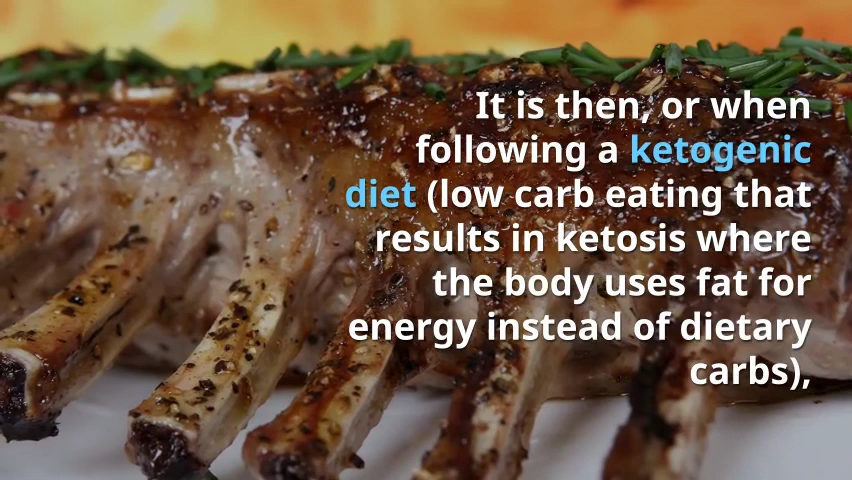 It is then, or when
following a ketogenic
diet (low carb eating that
results in ketosis where
the body uses fat for
energy instead of dietary
carbs),